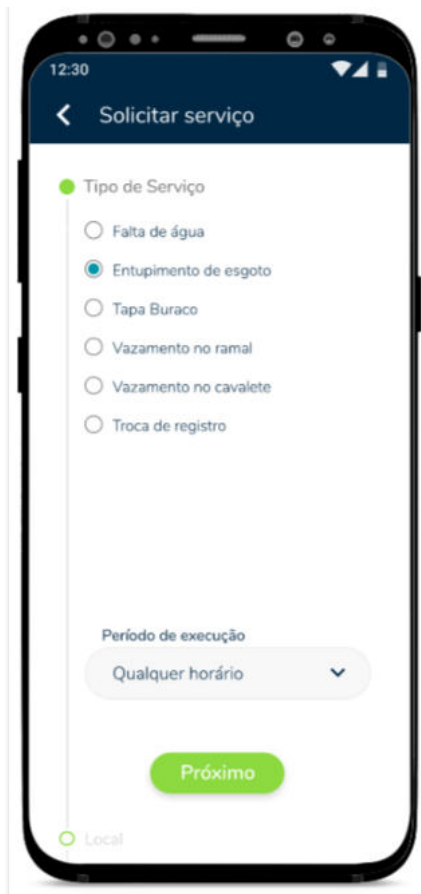 12:30
Solicitar serviço
Tipo de Serviço
Falta de água
Entupimento de esgoto
Tapa Buraco
Vazamento no ramal
Vazamento no cavalete
Troca de registro
Período de execução
Qualquer horário
Próximo
Local